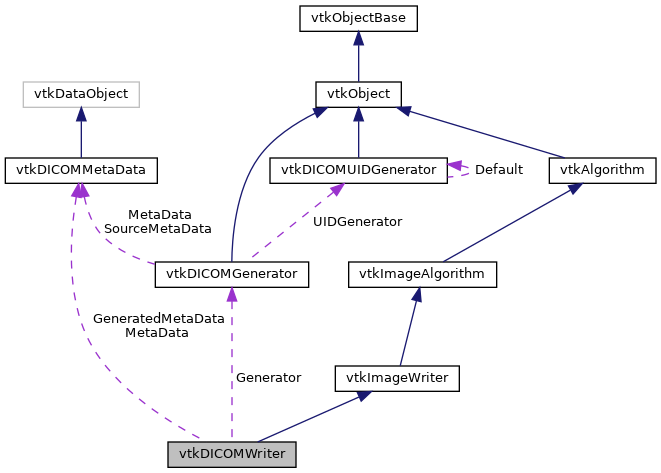 vtkObjectBase
vtkDataObject
vtkObject
vtkDICOMMetaData
vtkDICOMUIDGenerator
Default
vtkAlgorithm
MetaData
SourceMetaData
UIDGenerator
vtkDICOMGenerator
vtkImageAlgorithm
GeneratedMetaData
MetaData
Generator
vtkImageWriter
vtkDICOMWriter